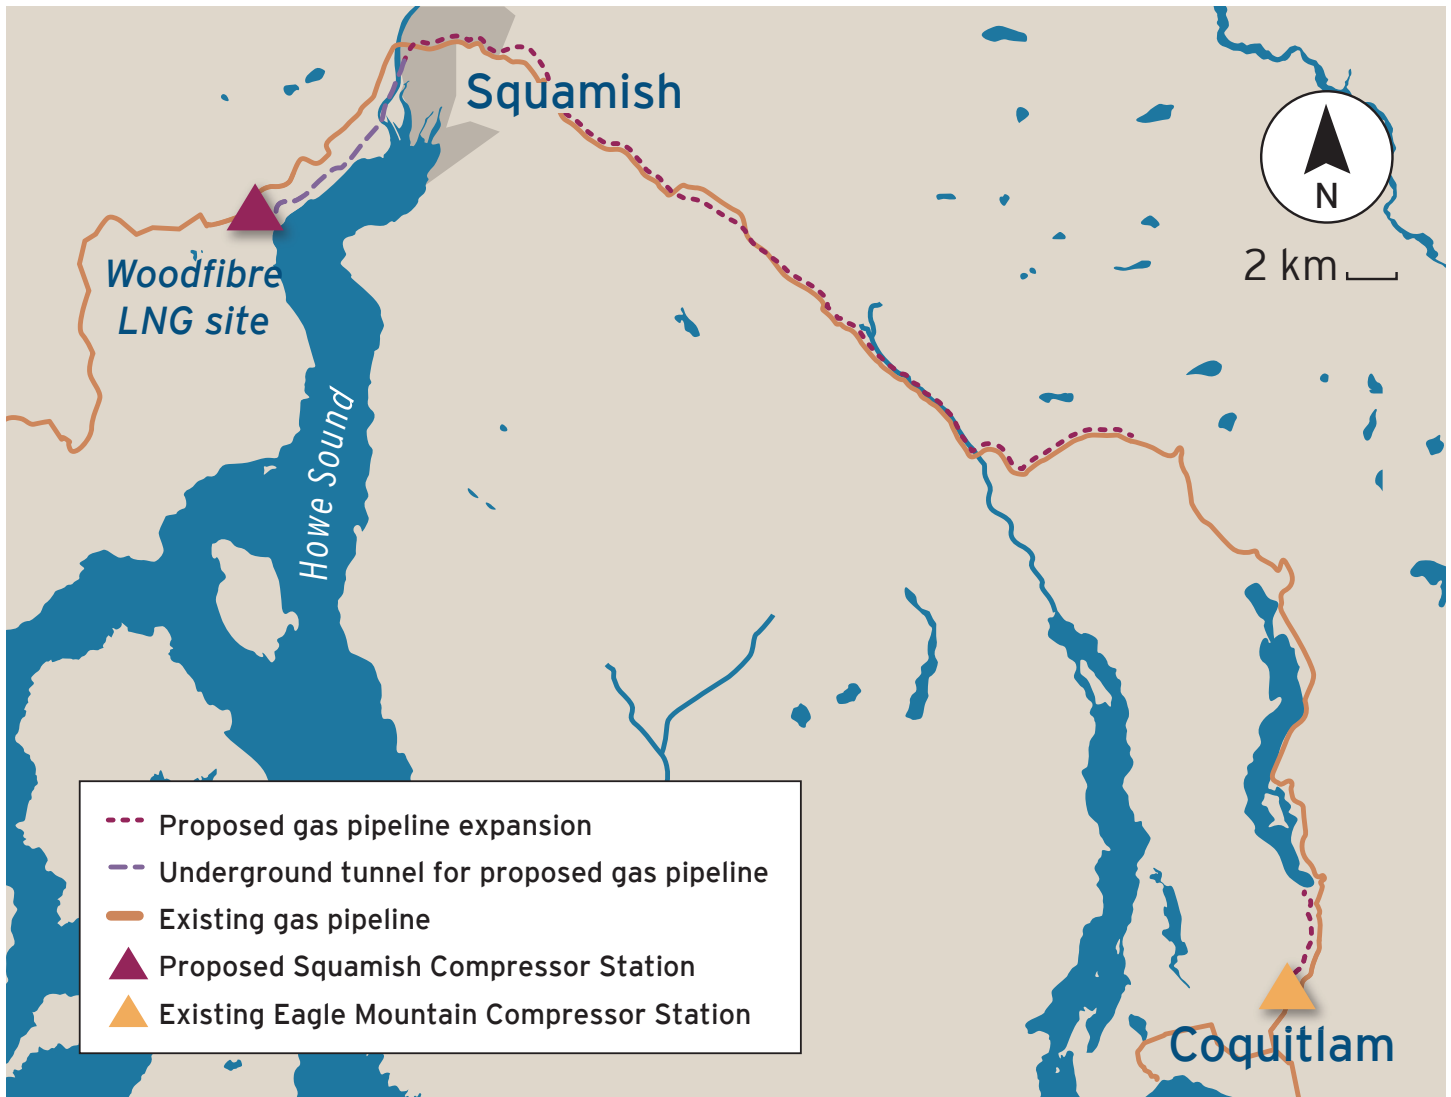 Squamish
N
2 km
Woodfibre
LNG site
Howe Sound
Proposed gas pipeline expansion
Underground tunnel for proposed gas pipeline
Existing gas pipeline
Proposed Squamish Compressor Station
Existing Eagle Mountain Compressor Station
Coquitlam